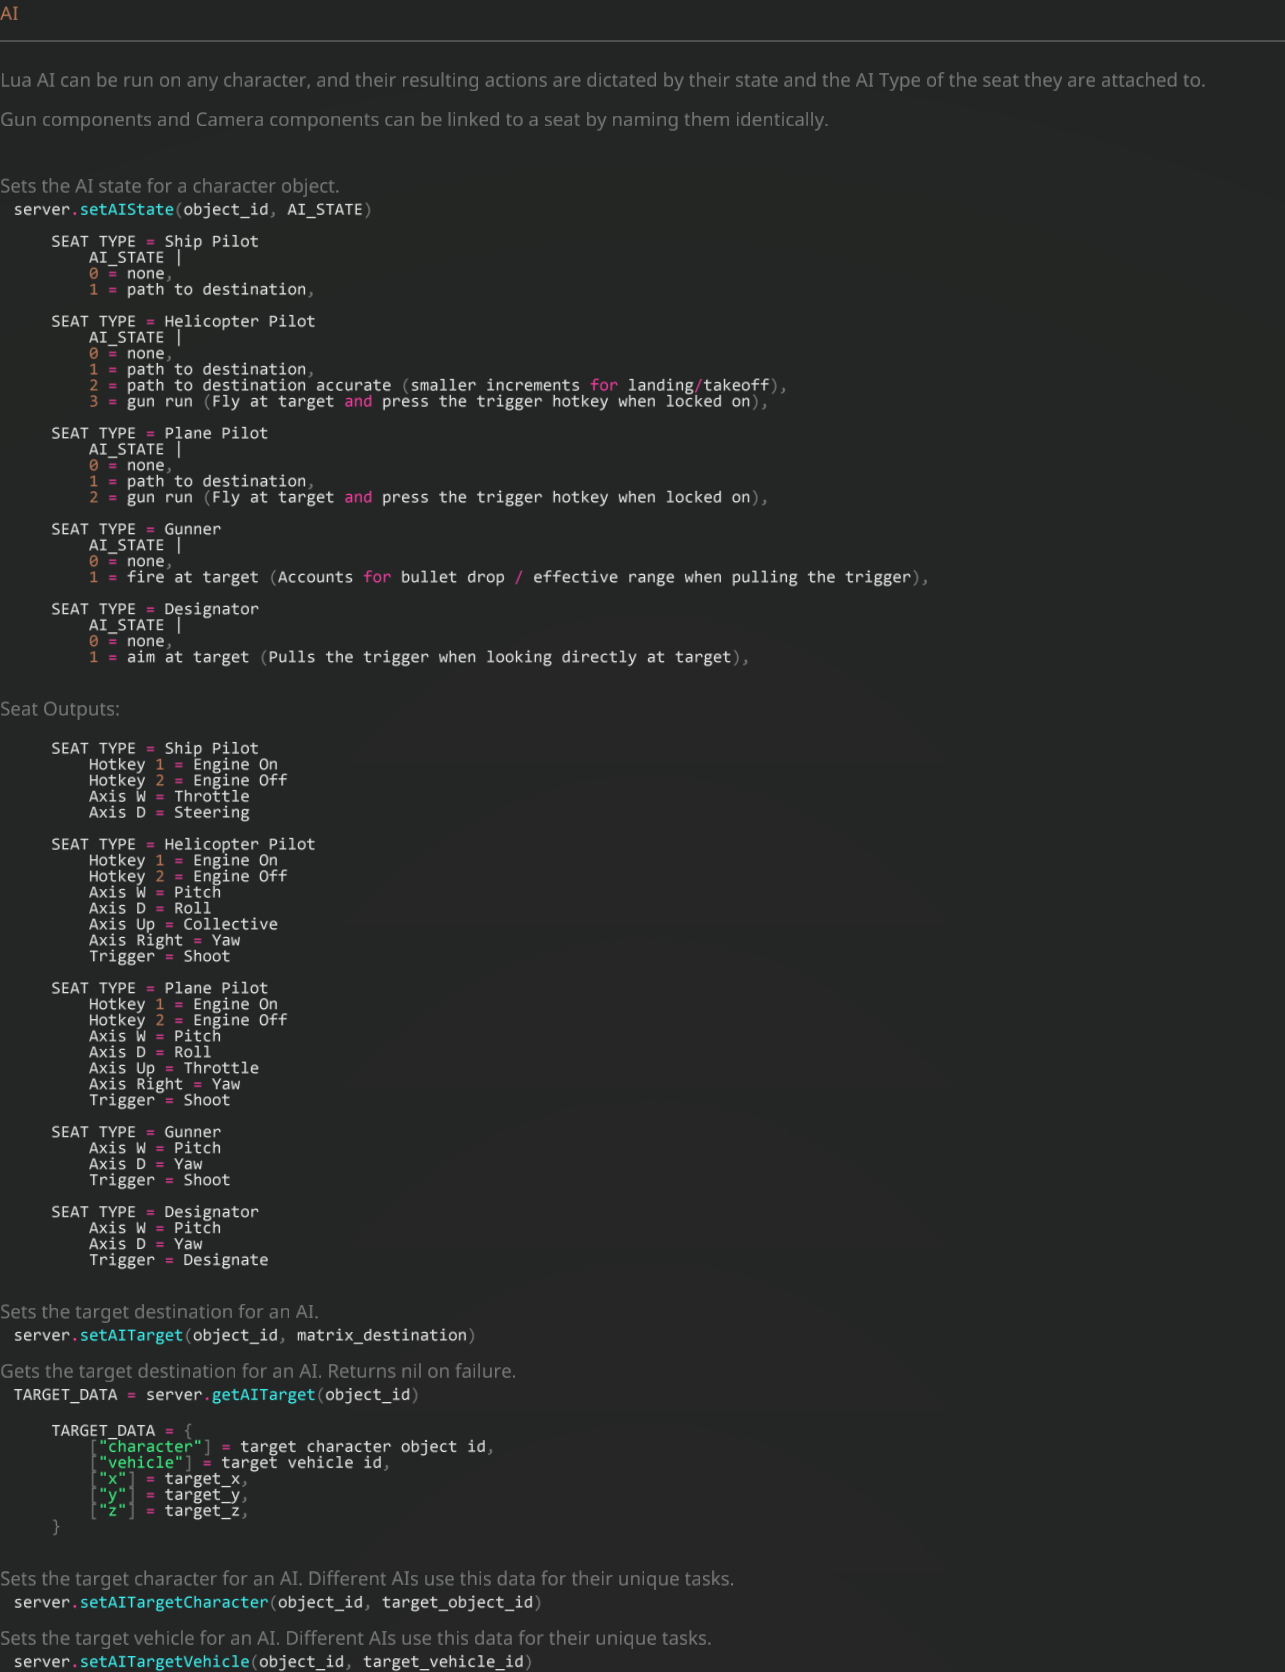 AI
Lua AI can be run on any character, and their resulting actions are dictated by their state and the AI Type of the seat they are attached to.
Gun components and Camera components can be linked to a seat by naming them identically.
Sets the AI state for a character object.
server.setAIState(object_id, AI_STATE)
SEAT TYPE = Ship Pilot
AI_STATE |
0 = none,
1 = path to destination,
SEAT TYPE = Helicopter Pilot
AI_STATE |
0 = none,
1 = path to destination,
2 = path to destination accurate (smaller increments for landing/takeoff),
3 = gun run (Fly at target and press the trigger hotkey when locked on),
SEAT TYPE = Plane Pilot
AI_STATE |
0 = none,
1 = path to destination,
2 = gun run (Fly at target and press the trigger hotkey when locked on),
SEAT TYPE = Gunner
AI_STATE |
0 = none,
1 = fire at target (Accounts for bullet drop / effective range when pulling the trigger),
SEAT TYPE = Designator
AI_STATE |
0 = none,
1 = aim at target (Pulls the trigger when looking directly at target),
Seat Outputs:
SEAT TYPE = Ship Pilot
Hotkey 1 = Engine On
Hotkey 2 = Engine Off
Axis W = Throttle
Axis D = Steering
SEAT TYPE = Helicopter Pilot
Hotkey 1 = Engine On
Hotkey 2 = Engine Off
Axis W = Pitch
Axis D = Roll
Axis Up = Collective
Axis Right = Yaw
Trigger = Shoot
SEAT TYPE = Plane Pilot
Hotkey 1 = Engine On
Hotkey 2 = Engine Off
Axis W = Pitch
Axis D = Roll
Axis Up = Throttle
Axis Right = Yaw
Trigger = Shoot
SEAT TYPE = Gunner
Axis W = Pitch
Axis D = Yaw
Trigger = Shoot
SEAT TYPE = Designator
Axis W = Pitch
Axis D = Yaw
Trigger = Designate
Sets the target destination for an AI.
server.setAITarget(object_id, matrix_destination)
Gets the target destination for an AI. Returns nil on failure.
TARGET_DATA = server.getAITarget(object_id)
TARGET_DATA = {
["character"] = target character object id,
["vehicle"] = target vehicle id,
["x"] = target_x,
["y"] = target_y,
["z"] = target_z,
}
Sets the target character for an AI. Different AIs use this data for their unique tasks.
server.setAITargetCharacter(object_id, target_object_id)
Sets the target vehicle for an AI. Different AIs use this data for their unique tasks.
server.setAITargetVehicle(object_id, target_vehicle_id)